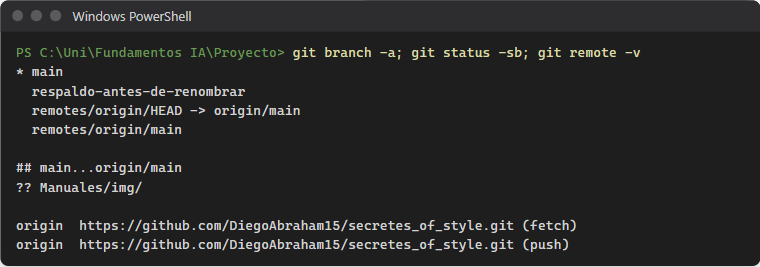 Windows PowerShell
PS C:\Uni\Fundamentos IA\Proyecto> git branch -a; git status -sb; git remote -v
* main
  respaldo-antes-de-renombrar
  remotes/origin/HEAD -> origin/main
  remotes/origin/main
## main...origin/main
?? Manuales/img/
origin  https://github.com/DiegoAbraham15/secretes_of_style.git (fetch)
origin  https://github.com/DiegoAbraham15/secretes_of_style.git (push)